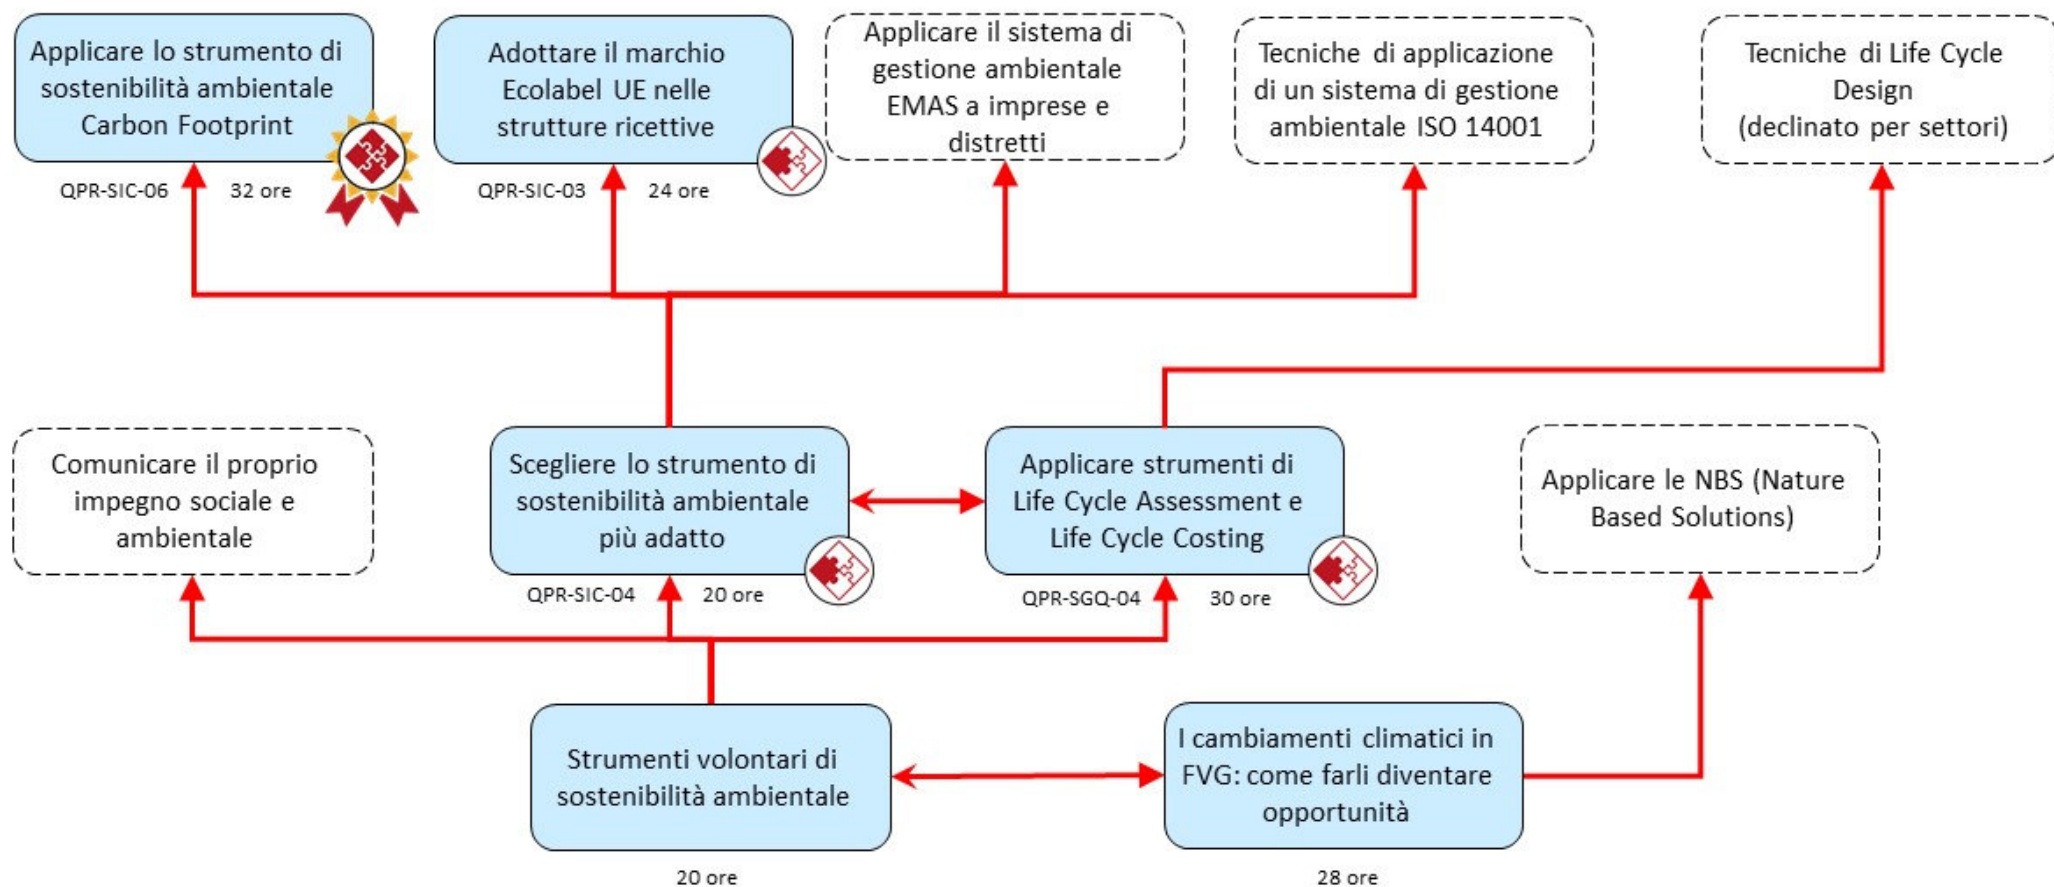 Applicare lo strumento di
sostenibilità ambientale
Carbon Footprint
QPR-SIC-06
32 ore
Adottare il marchio
Ecolabel UE nelle
strutture ricettive
QPR-SIC-03
24 ore
Applicare il sistema di
gestione ambientale
EMAS a imprese e
distretti
Tecniche di applicazione
di un sistema di gestione
ambientale ISO 14001
Tecniche di Life Cycle
Design
(declinato per settori)
Comunicare il proprio
impegno sociale e
ambientale
Scegliere lo strumento di
sostenibilità ambientale
più adatto
QPR-SIC-04
20 ore
Applicare strumenti di
Life Cycle Assessment e
Life Cycle Costing
QPR-SGQ-04
30 ore
Applicare le NBS (Nature
Based Solutions)
Strumenti volontari di
sostenibilità ambientale
20 ore
I cambiamenti climatici in
FVG: come farli diventare
opportunità
28 ore